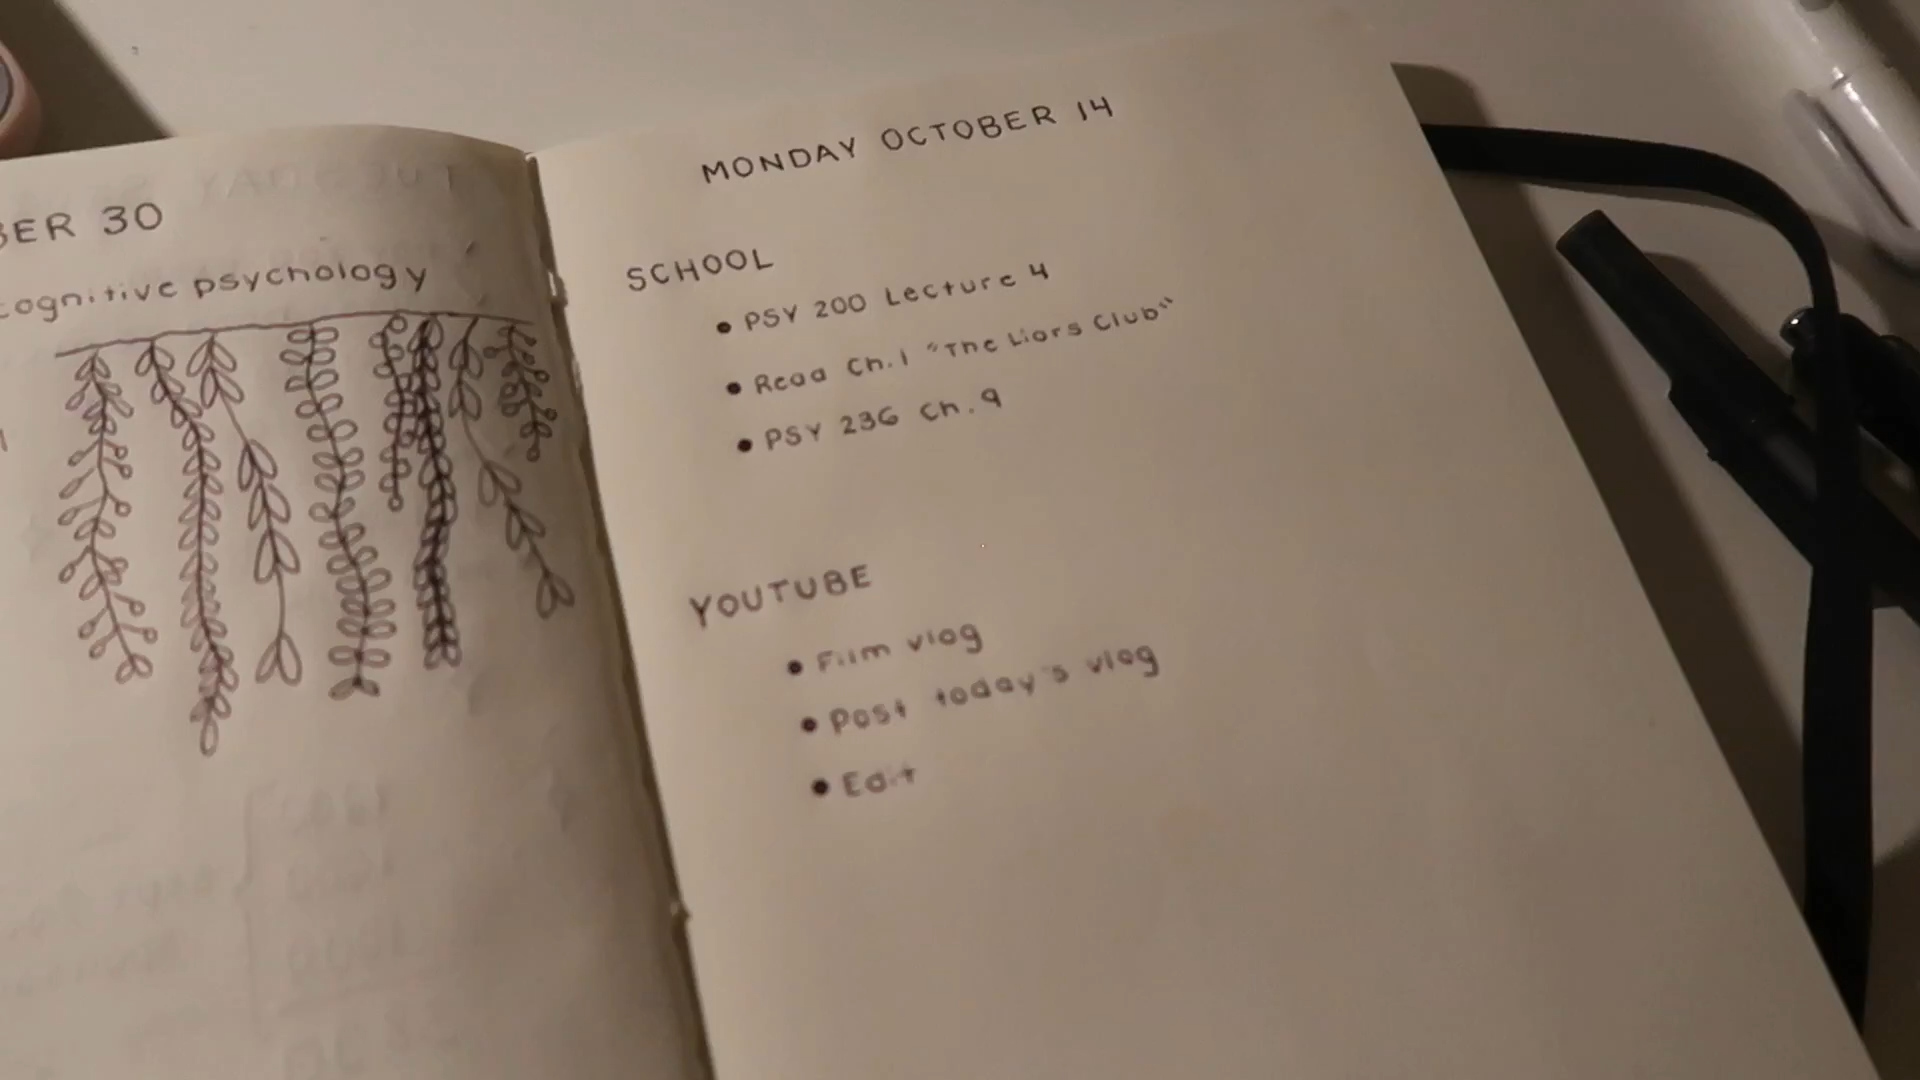 BER 30
cognitive psychology
MONDAY OCTOBER 14
SCHOOL
• PSY 200 Lecture 4
• Read Ch.1 "The Liars Club"
• PSY 236 Ch.9
YOUTUBE
• Film vlog
• Post today's vlog
• Edit